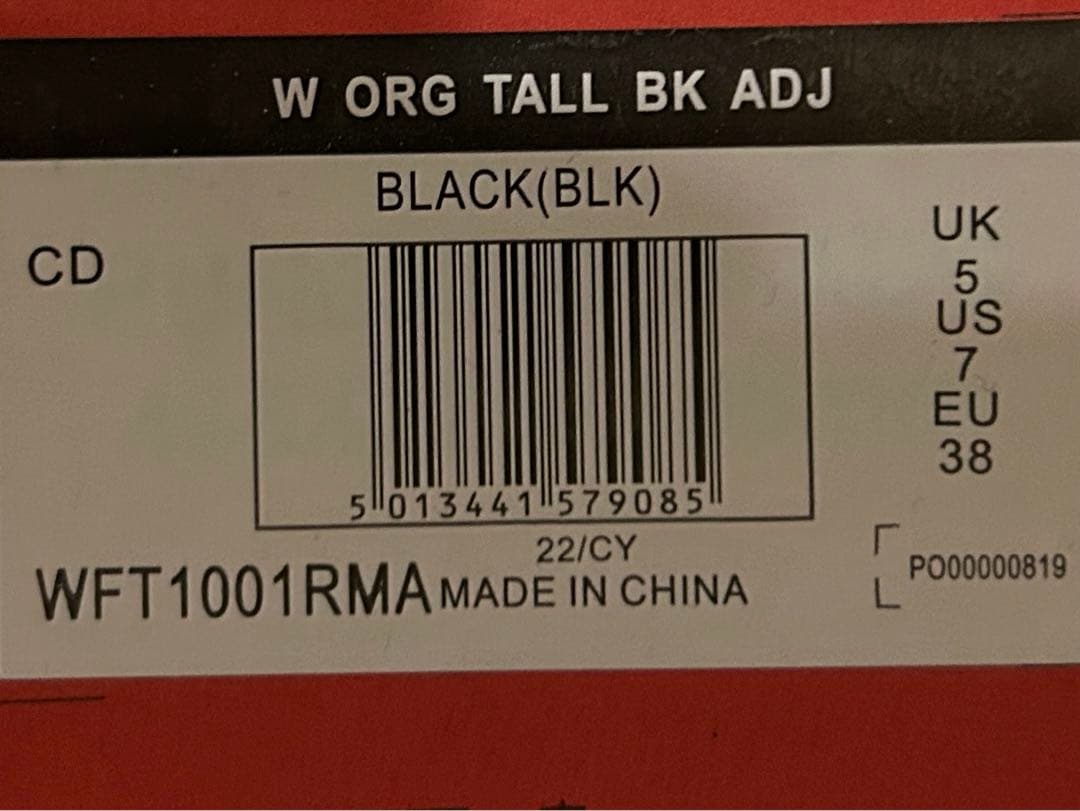 W ORG TALL BK ADJ
BLACK(BLK)
CD
UK
5
US
7
EU
38
5 013441 579085
22/CY
WFT1001RMA MADE IN CHINA
PO00000819